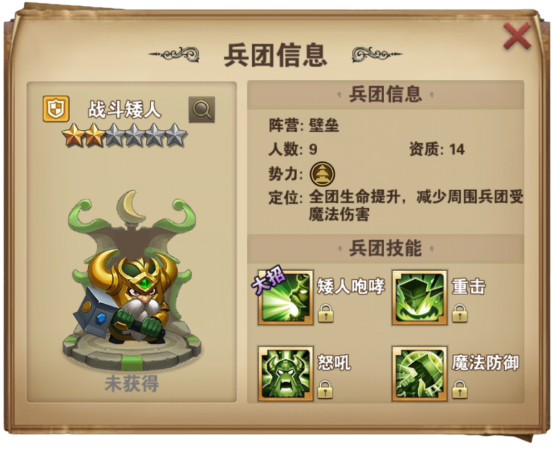 兵团信息
战斗矮人
未获得
兵团信息
阵营: 壁垒
人数: 9 资质: 14
势力:
定位: 全团生命提升，减少周围兵团受
魔法伤害
兵团技能
大招 矮人咆哮 重击
怒吼 魔法防御